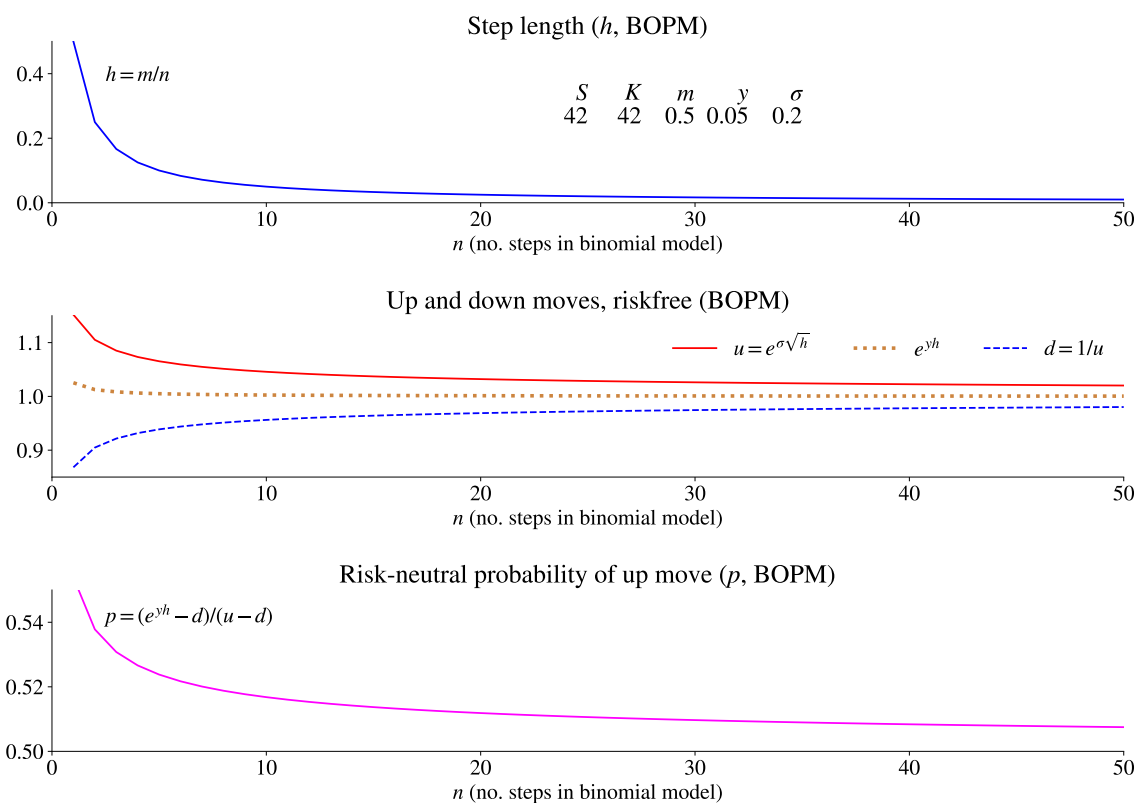 Step length (h, BOPM)
h = m/n
S K m y σ
42 42 0.5 0.05 0.2
0.4
0.2
0.0
0 10 20 30 40 50
n (no. steps in binomial model)
Up and down moves, riskfree (BOPM)
u = e^{σ√h} e^{yh} d = 1/u
1.1
1.0
0.9
0 10 20 30 40 50
n (no. steps in binomial model)
Risk-neutral probability of up move (p, BOPM)
p = (e^{yh} − d)/(u − d)
0.54
0.52
0.50
0 10 20 30 40 50
n (no. steps in binomial model)